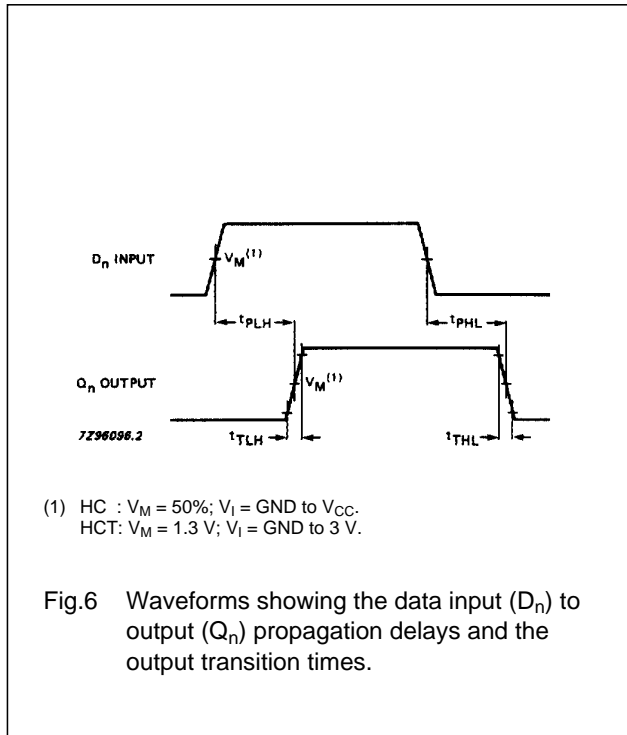 Dn INPUT
VM(1)
tPLH
tPHL
Qn OUTPUT
VM(1)
7Z96096.2
tTLH
tTHL
(1) HC : VM = 50%; VI = GND to VCC.
HCT: VM = 1.3 V; VI = GND to 3 V.
Fig.6 Waveforms showing the data input (Dn) to
output (Qn) propagation delays and the
output transition times.